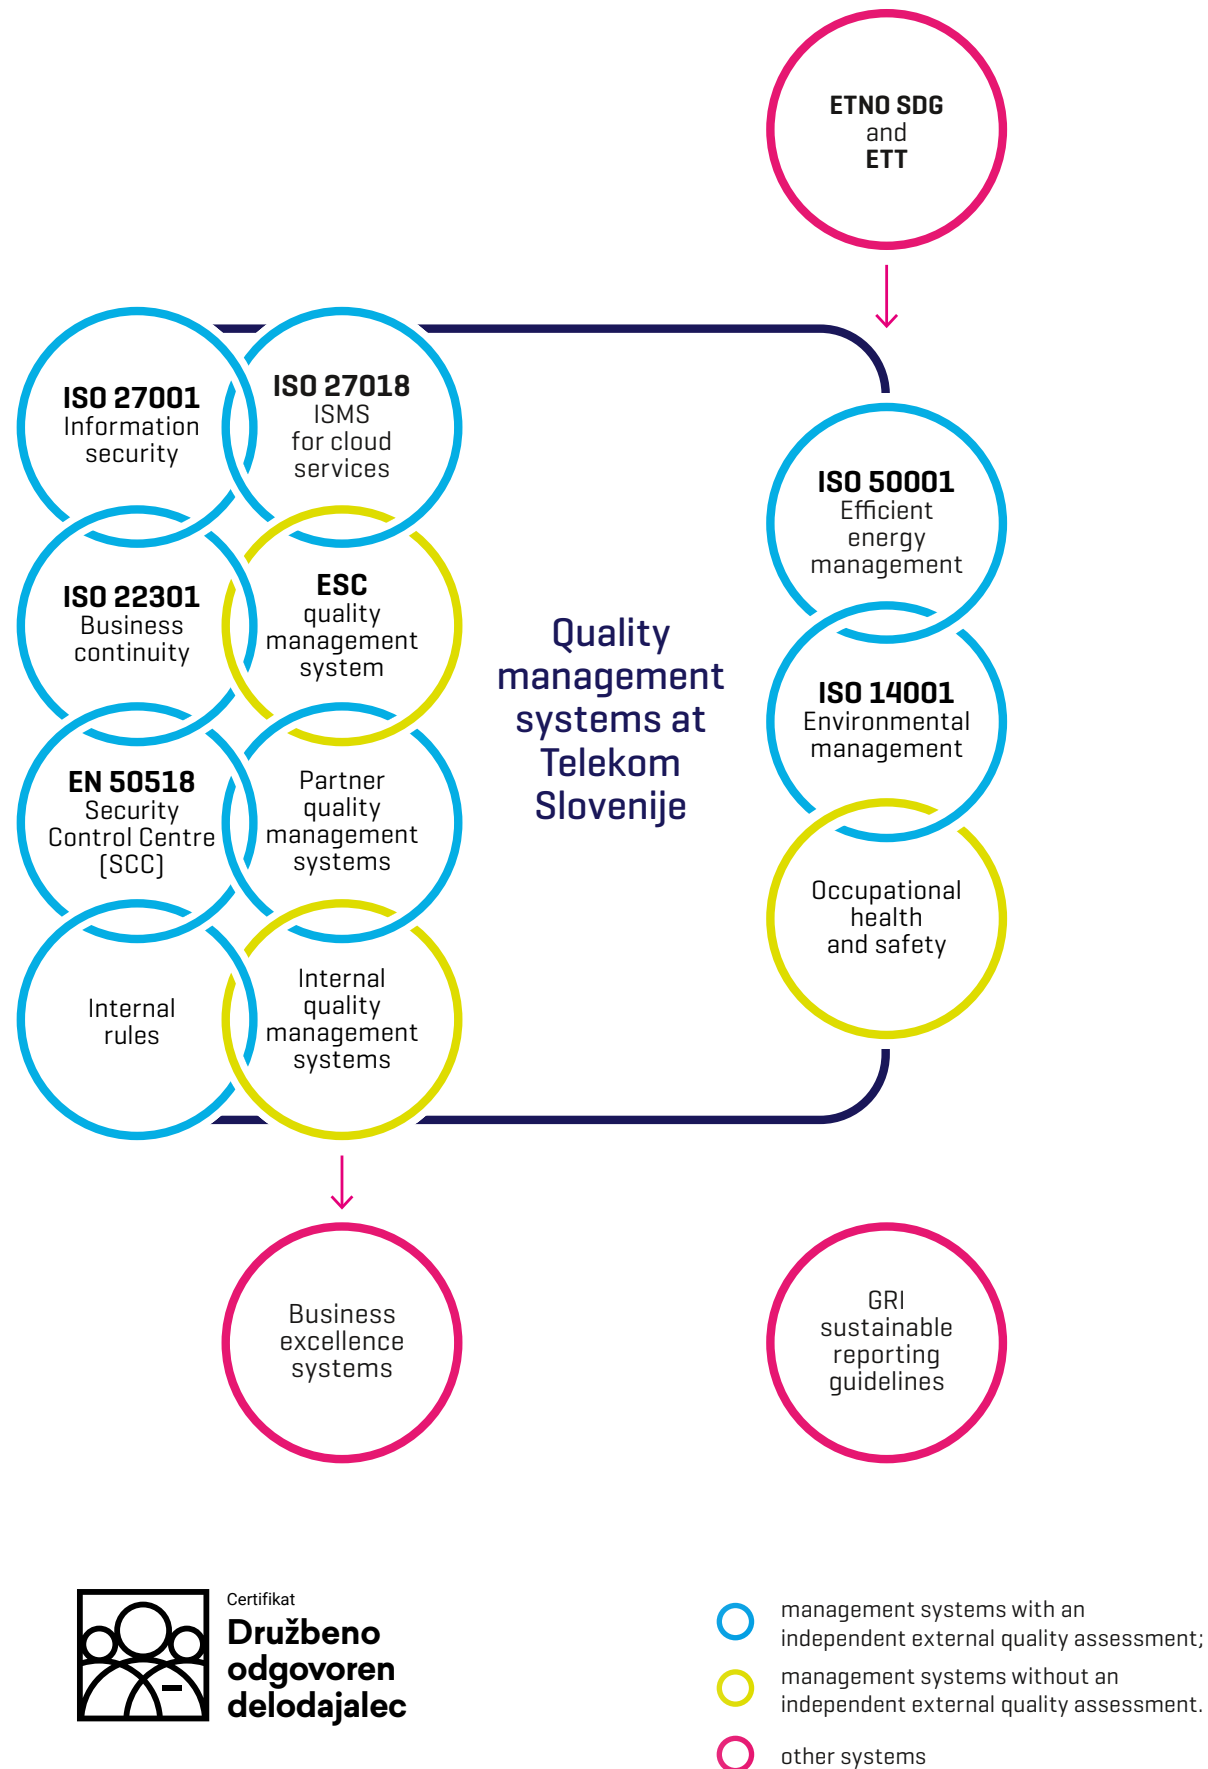 ETNO SDG
and
ETT
ISO 27001
Information
security
ISO 27018
ISMS
for cloud
services
ISO 50001
Efficient
energy
management
ISO 22301
Business
continuity
ESC
quality
management
system
Quality
management
systems at
Telekom
Slovenije
ISO 14001
Environmental
management
EN 50518
Security
Control Centre
[SCC]
Partner
quality
management
systems
Occupational
health
and safety
Internal
rules
Internal
quality
management
systems
Business
excellence
systems
GRI
sustainable
reporting
guidelines
Certifikat
Družbeno
odgovoren
delodajalec
management systems with an
independent external quality assessment;
management systems without an
independent external quality assessment.
other systems